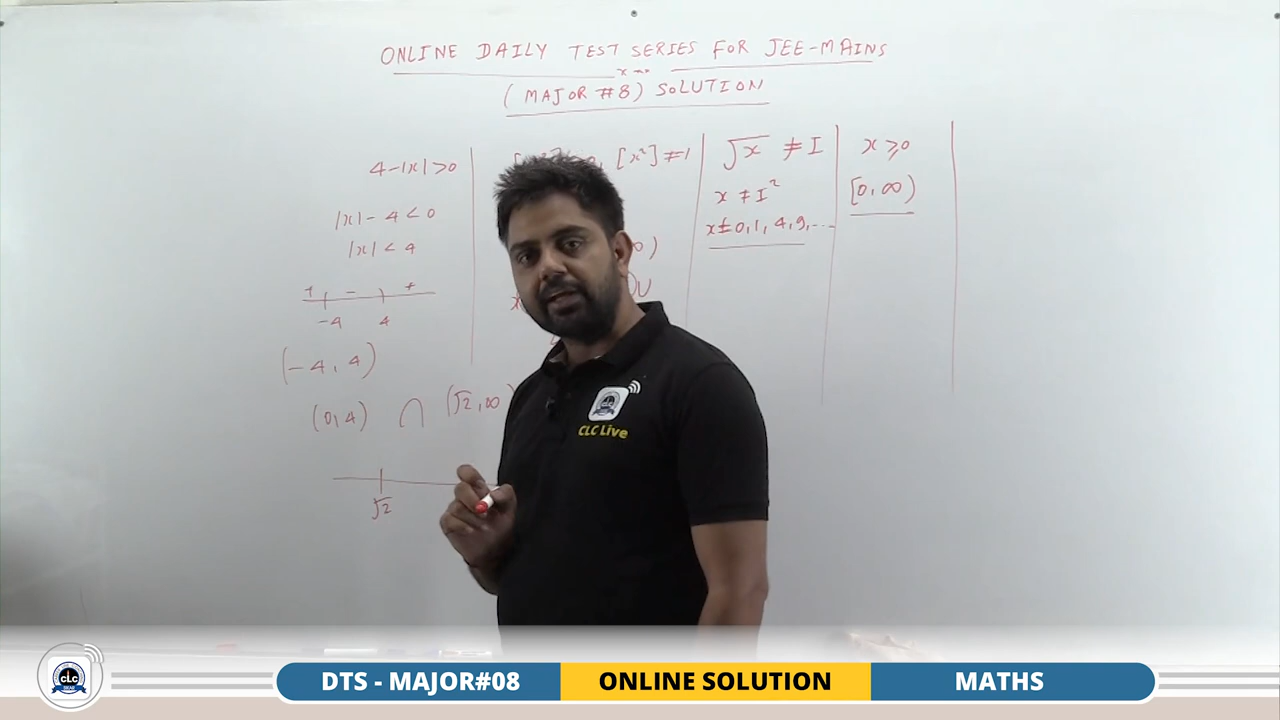 ONLINE DAILY TEST SERIES FOR JEE-MAINS
(MAJOR #8) SOLUTION
4-|x|>0
|x|-4<0
|x|<4
+ - +
-4 4
(-4,4)
(0,4) ∩ (√2,∞)
√2
[x²]≠1
√x ≠ I
x ≠ I²
x≠0,1,4,9,...
x≥0
[0,∞)
CLC Live
CLC
SIKAR
DTS - MAJOR#08
ONLINE SOLUTION
MATHS